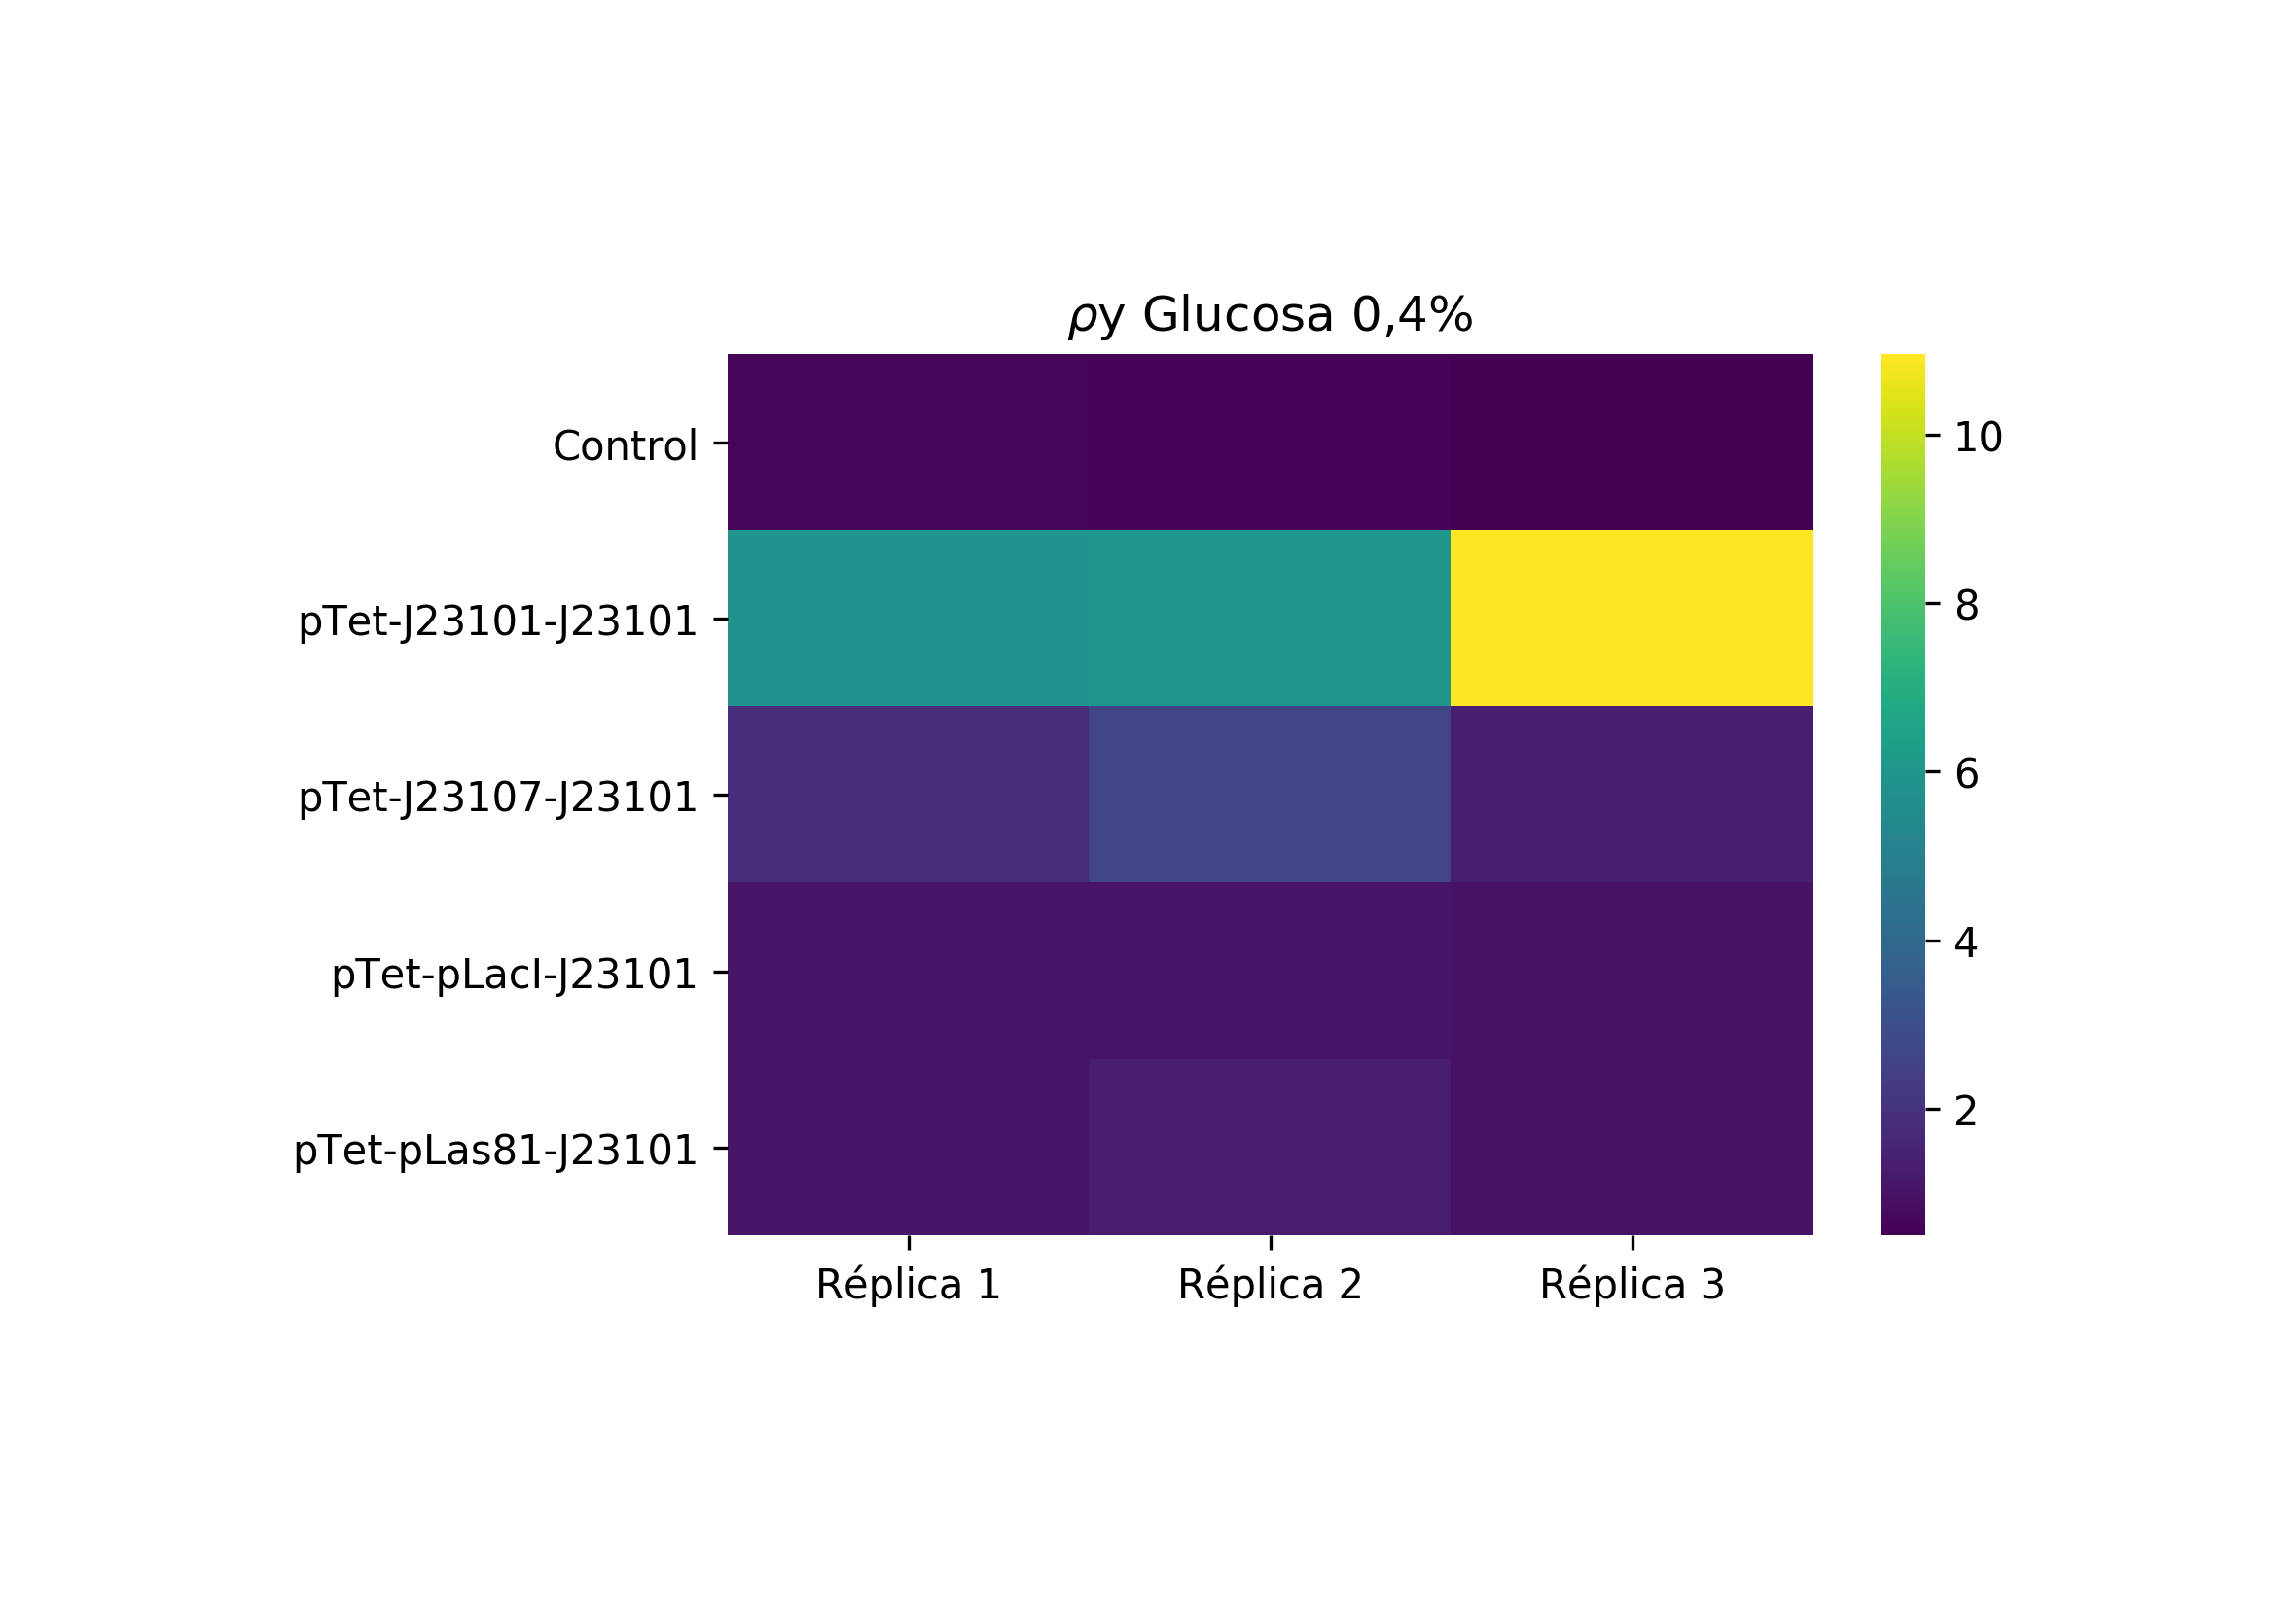 ρy Glucosa 0,4%
Control
pTet-J23101-J23101
pTet-J23107-J23101
pTet-pLacI-J23101
pTet-pLas81-J23101
Réplica 1
Réplica 2
Réplica 3
10
8
6
4
2